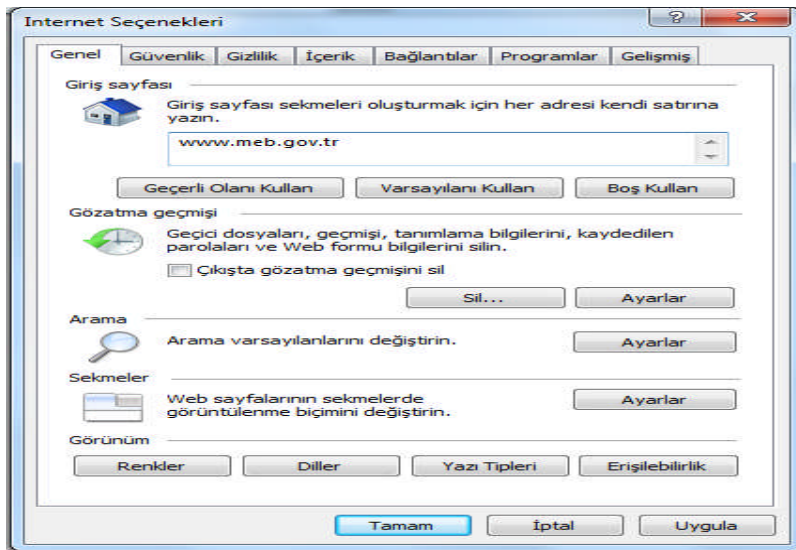 Internet Seçenekleri
Genel Güvenlik Gizlilik İçerik Bağlantılar Programlar Gelişmiş
Giriş sayfası
Giriş sayfası sekmeleri oluşturmak için her adresi kendi satırına
yazın.
www.meb.gov.tr
Geçerli Olanı Kullan Varsayılanı Kullan Boş Kullan
Gözatma geçmişi
Geçici dosyaları, geçmişi, tanımlama bilgilerini, kaydedilen
parolaları ve Web formu bilgilerini silin.
Çıkışta gözatma geçmişini sil
Sil... Ayarlar
Arama
Arama varsayılanlarını değiştirin. Ayarlar
Sekmeler
Web sayfalarının sekmelerde
görüntülenme biçimini değiştirin. Ayarlar
Görünüm
Renkler Diller Yazı Tipleri Erişilebilirlik
Tamam İptal Uygula